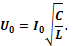 U₀ = I₀√(C/L).